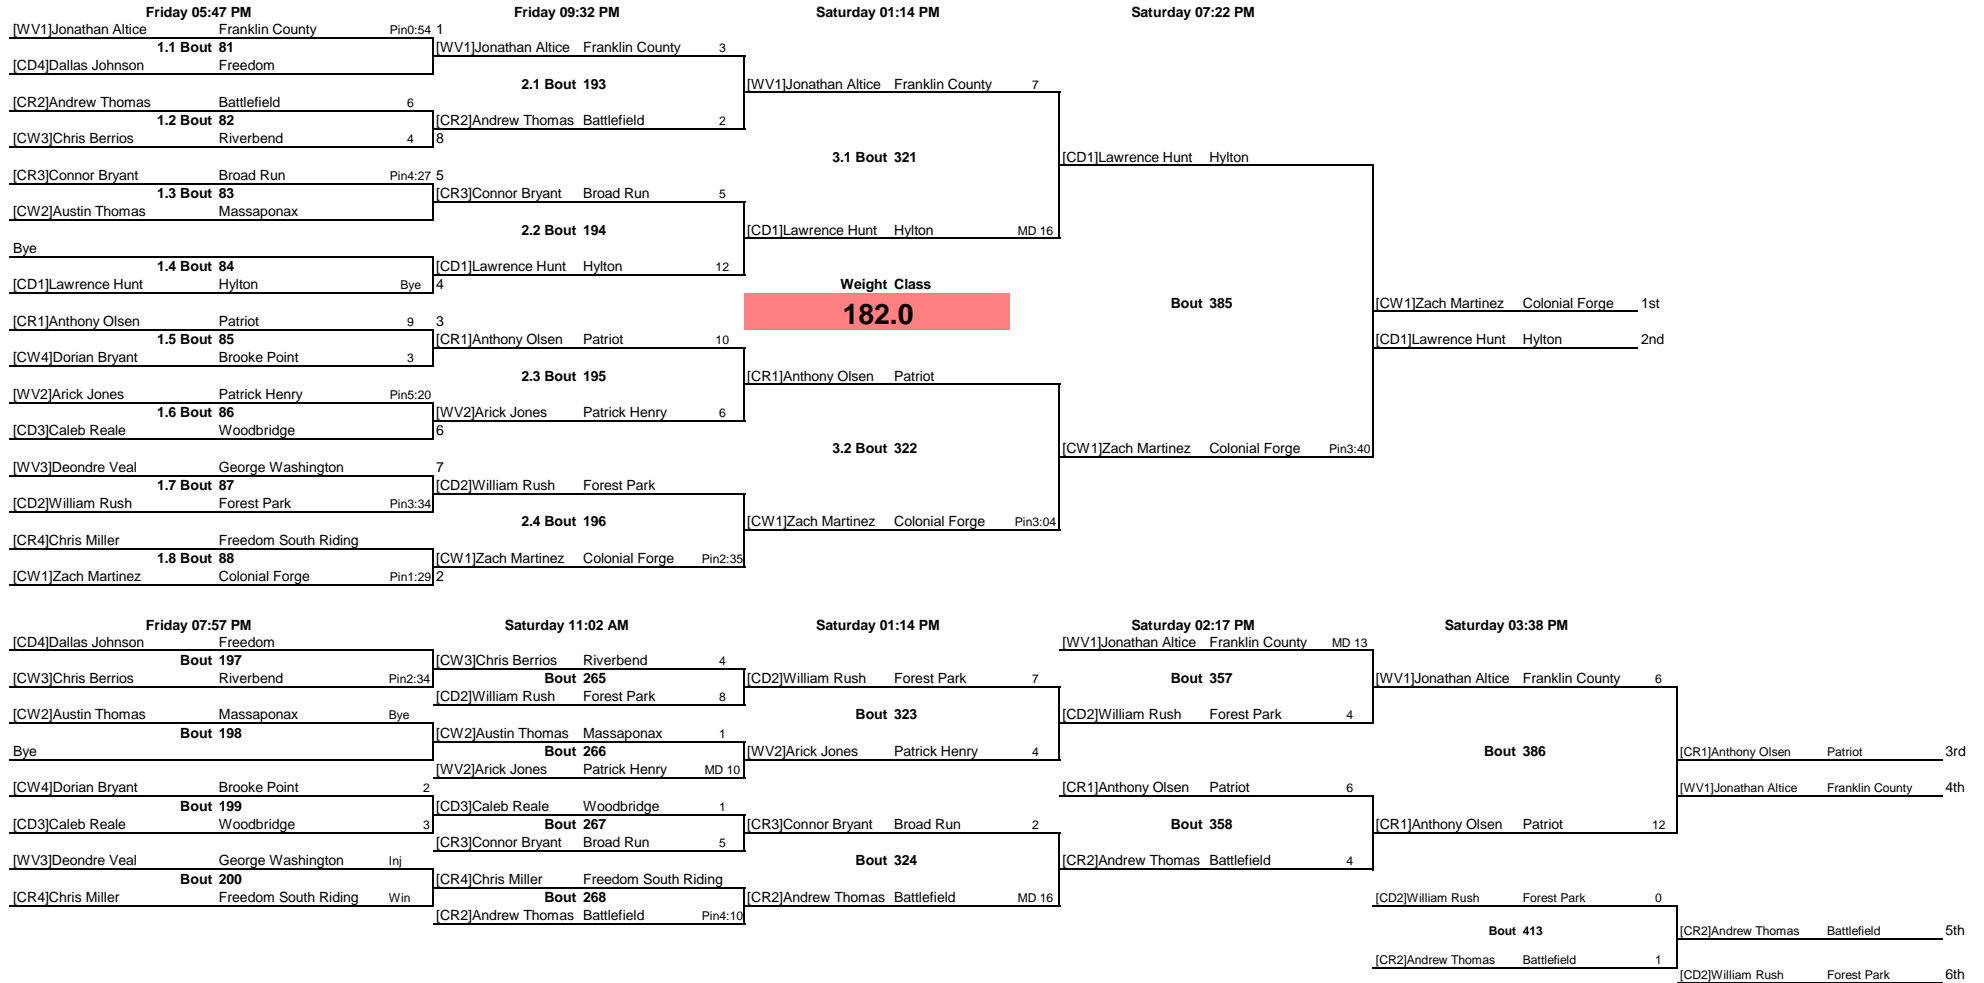 Friday 05:47 PM Friday 09:32 PM Saturday 01:14 PM Saturday 07:22 PM
[WV1]Jonathan Altice Franklin County Pin0:54 1
1.1 Bout 81 [WV1]Jonathan Altice Franklin County 3
[CD4]Dallas Johnson Freedom
2.1 Bout 193 [WV1]Jonathan Altice Franklin County 7
[CR2]Andrew Thomas Battlefield 6
1.2 Bout 82 [CR2]Andrew Thomas Battlefield 2
[CW3]Chris Berrios Riverbend 4 8
3.1 Bout 321 [CD1]Lawrence Hunt Hylton
[CR3]Connor Bryant Broad Run Pin4:27 5
1.3 Bout 83 [CR3]Connor Bryant Broad Run 5
[CW2]Austin Thomas Massaponax
2.2 Bout 194 [CD1]Lawrence Hunt Hylton MD 16
Bye
1.4 Bout 84 [CD1]Lawrence Hunt Hylton 12
[CD1]Lawrence Hunt Hylton Bye 4 Weight Class
Bout 385 [CW1]Zach Martinez Colonial Forge 1st
182.0
[CR1]Anthony Olsen Patriot 9 3
1.5 Bout 85 [CR1]Anthony Olsen Patriot 10 [CD1]Lawrence Hunt Hylton 2nd
[CW4]Dorian Bryant Brooke Point 3
2.3 Bout 195 [CR1]Anthony Olsen Patriot
[WV2]Arick Jones Patrick Henry Pin5:20
1.6 Bout 86 [WV2]Arick Jones Patrick Henry 6
[CD3]Caleb Reale Woodbridge 6
3.2 Bout 322 [CW1]Zach Martinez Colonial Forge Pin3:40
[WV3]Deondre Veal George Washington 7
1.7 Bout 87 [CD2]William Rush Forest Park
[CD2]William Rush Forest Park Pin3:34
2.4 Bout 196 [CW1]Zach Martinez Colonial Forge Pin3:04
[CR4]Chris Miller Freedom South Riding
1.8 Bout 88 [CW1]Zach Martinez Colonial Forge Pin2:35
[CW1]Zach Martinez Colonial Forge Pin1:29 2
Friday 07:57 PM Saturday 11:02 AM Saturday 01:14 PM Saturday 02:17 PM Saturday 03:38 PM
[CD4]Dallas Johnson Freedom [WV1]Jonathan Altice Franklin County MD 13
Bout 197 [CW3]Chris Berrios Riverbend 4
[CW3]Chris Berrios Riverbend Pin2:34 Bout 265 [CD2]William Rush Forest Park 7 Bout 357 [WV1]Jonathan Altice Franklin County 6
[CD2]William Rush Forest Park 8
[CW2]Austin Thomas Massaponax Bye Bout 323 [CD2]William Rush Forest Park 4
Bout 198 [CW2]Austin Thomas Massaponax 1
Bye Bout 266 [WV2]Arick Jones Patrick Henry 4 Bout 386 [CR1]Anthony Olsen Patriot 3rd
[WV2]Arick Jones Patrick Henry MD 10
[CW4]Dorian Bryant Brooke Point 2 [CR1]Anthony Olsen Patriot 6 [WV1]Jonathan Altice Franklin County 4th
Bout 199 [CD3]Caleb Reale Woodbridge 1
[CD3]Caleb Reale Woodbridge 3 Bout 267 [CR3]Connor Bryant Broad Run 2 Bout 358 [CR1]Anthony Olsen Patriot 12
[CR3]Connor Bryant Broad Run 5
[WV3]Deondre Veal George Washington Inj Bout 324 [CR2]Andrew Thomas Battlefield 4
Bout 200 [CR4]Chris Miller Freedom South Riding
[CR4]Chris Miller Freedom South Riding Win Bout 268 [CR2]Andrew Thomas Battlefield MD 16 [CD2]William Rush Forest Park 0
[CR2]Andrew Thomas Battlefield Pin4:10
Bout 413 [CR2]Andrew Thomas Battlefield 5th
[CR2]Andrew Thomas Battlefield 1
[CD2]William Rush Forest Park 6th